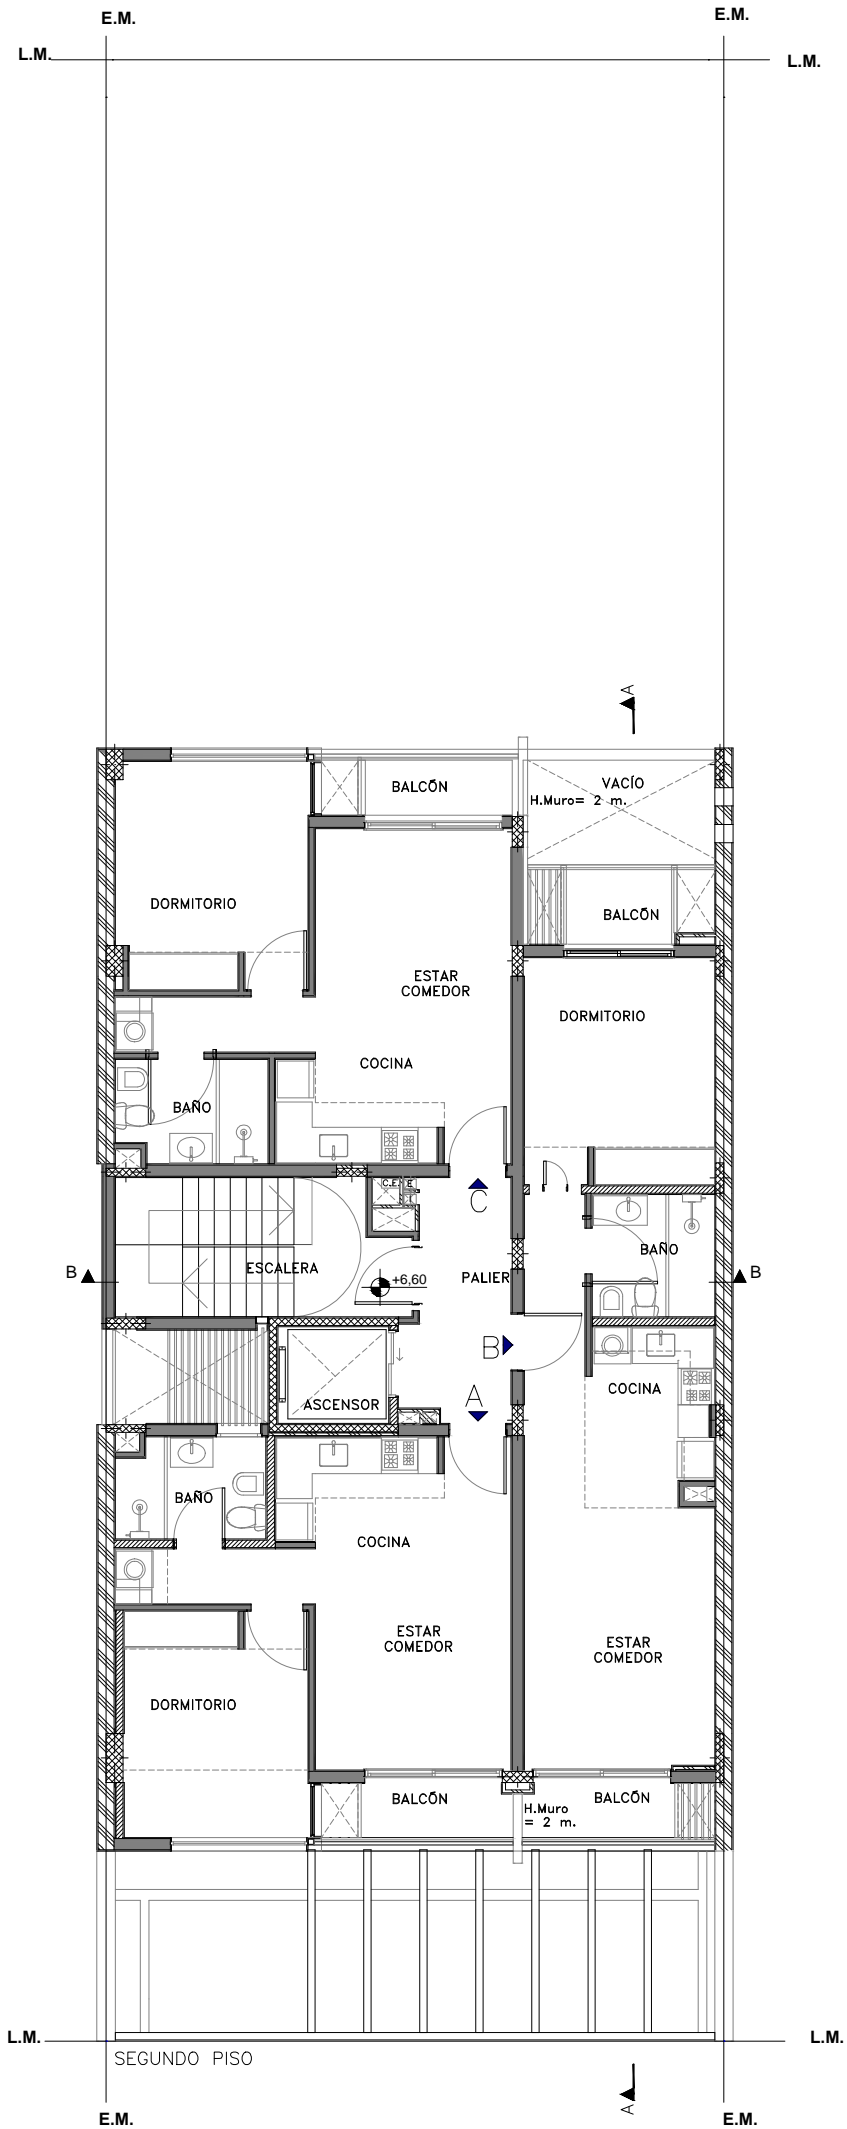 E.M.
E.M.
L.M.
L.M.
A
BALCÓN
VACÍO
H.Muro= 2 m.
DORMITORIO
BALCÓN
ESTAR
COMEDOR
DORMITORIO
COCINA
BAÑO
C.E.
E
C
BAÑO
ESCALERA
PALIER
B
B
+6,60
B
COCINA
A
ASCENSOR
BAÑO
COCINA
ESTAR
COMEDOR
ESTAR
COMEDOR
DORMITORIO
BALCÓN
BALCÓN
H.Muro
= 2 m.
L.M.
L.M.
SEGUNDO PISO
A
E.M.
E.M.